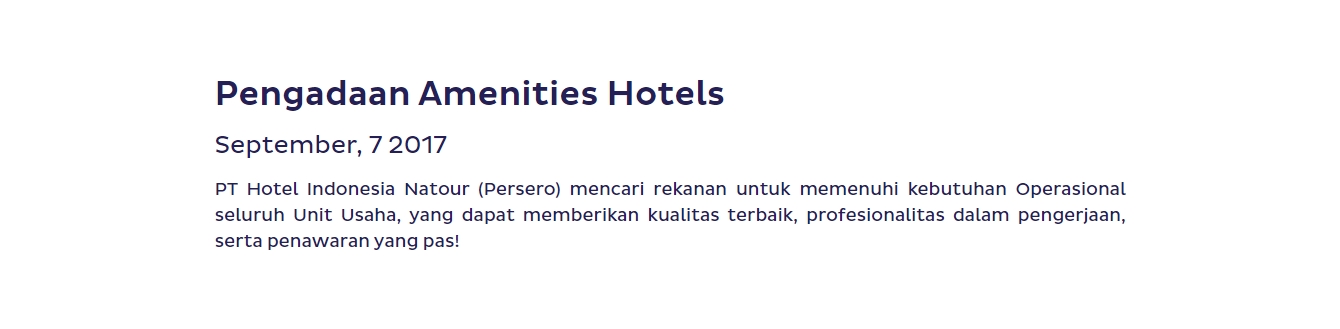 Pengadaan Amenities Hotels
September, 7 2017
PT Hotel Indonesia Natour (Persero) mencari rekanan untuk memenuhi kebutuhan Operasional
seluruh Unit Usaha, yang dapat memberikan kualitas terbaik, profesionalitas dalam pengerjaan,
serta penawaran yang pas!